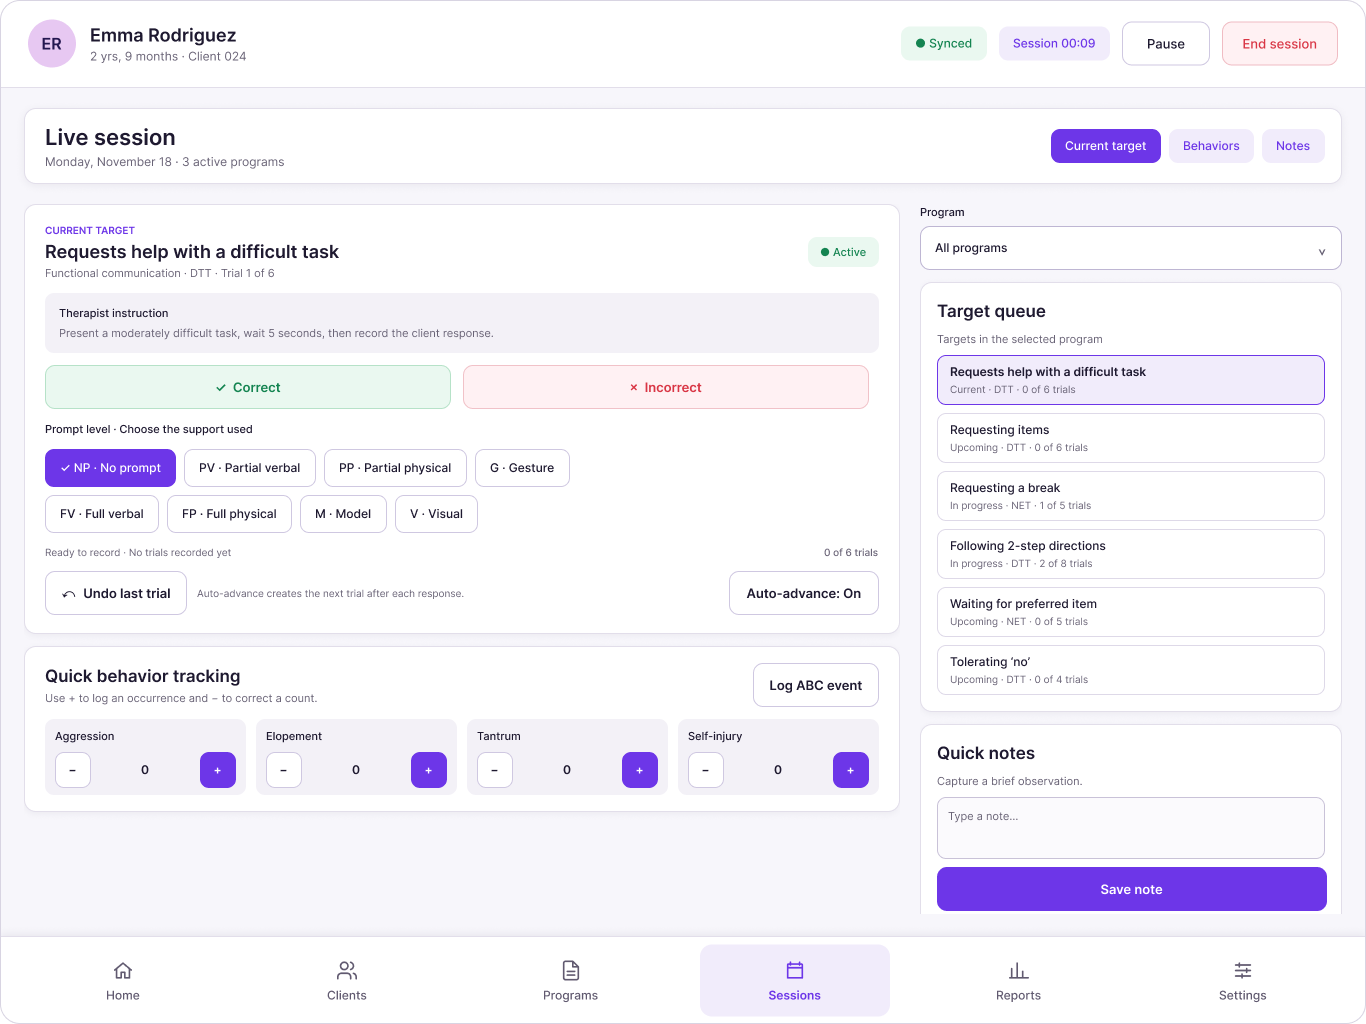 ER
Emma Rodriguez
2 yrs, 9 months · Client 024
Synced
Session 00:09
Pause
End session
Live session
Monday, November 18 · 3 active programs
Current target
Behaviors
Notes
CURRENT TARGET
Requests help with a difficult task
Functional communication · DTT · Trial 1 of 6
Active
Therapist instruction
Present a moderately difficult task, wait 5 seconds, then record the client response.
✓ Correct
× Incorrect
Prompt level · Choose the support used
✓ NP · No prompt
PV · Partial verbal
PP · Partial physical
G · Gesture
FV · Full verbal
FP · Full physical
M · Model
V · Visual
Ready to record · No trials recorded yet
0 of 6 trials
Undo last trial
Auto-advance creates the next trial after each response.
Auto-advance: On
Quick behavior tracking
Use + to log an occurrence and − to correct a count.
Log ABC event
Aggression
− 0 +
Elopement
− 0 +
Tantrum
− 0 +
Self-injury
− 0 +
Program
All programs
Target queue
Targets in the selected program
Requests help with a difficult task
Current · DTT · 0 of 6 trials
Requesting items
Upcoming · DTT · 0 of 6 trials
Requesting a break
In progress · NET · 1 of 5 trials
Following 2-step directions
In progress · DTT · 2 of 8 trials
Waiting for preferred item
Upcoming · NET · 0 of 5 trials
Tolerating ‘no’
Upcoming · DTT · 0 of 4 trials
Quick notes
Capture a brief observation.
Type a note…
Save note
Home
Clients
Programs
Sessions
Reports
Settings